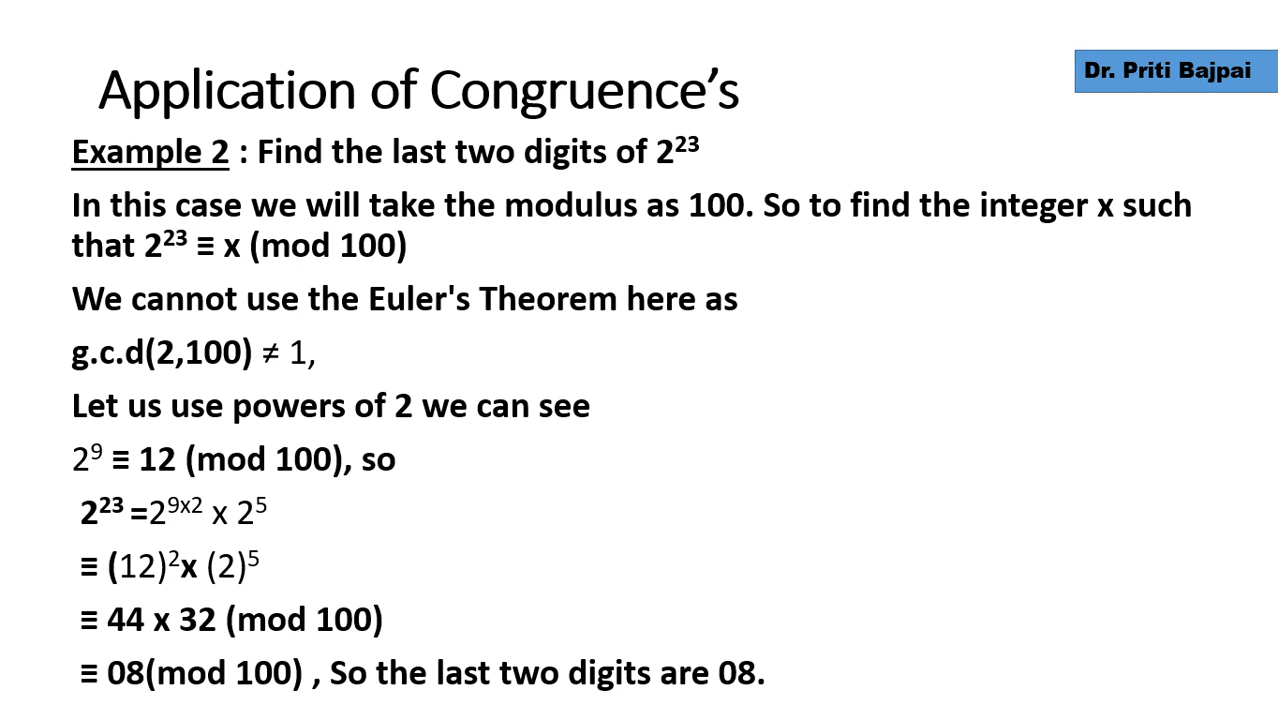 Application of Congruence’s
Dr. Priti Bajpai
Example 2 : Find the last two digits of 2²³
In this case we will take the modulus as 100. So to find the integer x such
that 2²³ ≡ x (mod 100)
We cannot use the Euler's Theorem here as
g.c.d(2,100) ≠ 1,
Let us use powers of 2 we can see
2⁹ ≡ 12 (mod 100), so
2²³ =2⁹ˣ² x 2⁵
≡ (12)²x (2)⁵
≡ 44 x 32 (mod 100)
≡ 08(mod 100) , So the last two digits are 08.